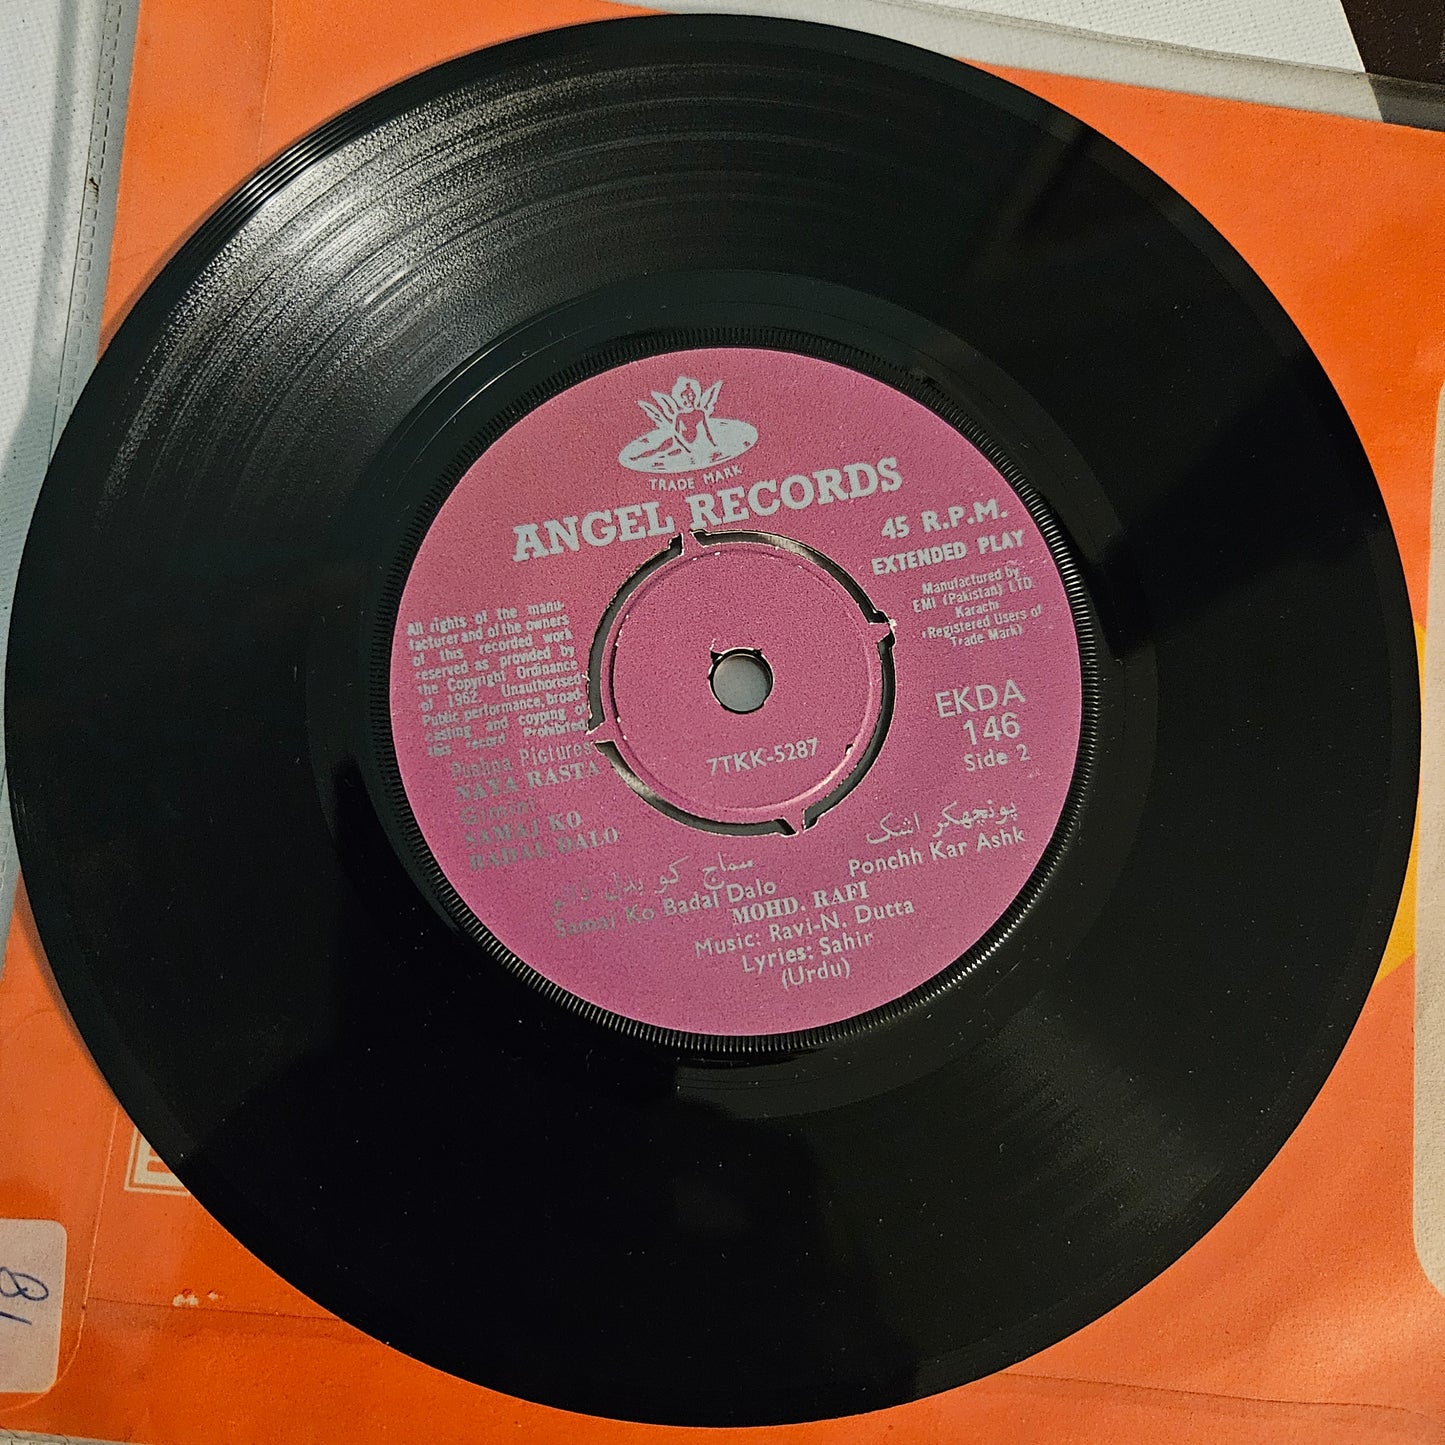 TRADE MARK
ANGEL RECORDS
45 R.P.M.
EXTENDED PLAY
Manufactured by
EMI (Pakistan) LTD.
Karachi
(Registered Users of
Trade Mark)
All rights of the manu-
facturer and of the owners
of this recorded work
reserved as provided by
the Copyright Ordinance
of 1962. Unauthorised
Public performance, broad-
casting and coyping of
this record Prohibited
EKDA
146
Side 2
7TKK-5287
Pushpa Pictures
NAYA RASTA
Gimini
SAMAJ KO
BADAL DALO
پونچھکر اشک
Ponchh Kar Ashk
سماج کو بدل ڈالو
Samaj Ko Badal Dalo
MOHD. RAFI
Music: Ravi-N. Dutta
Lyries: Sahir
(Urdu)